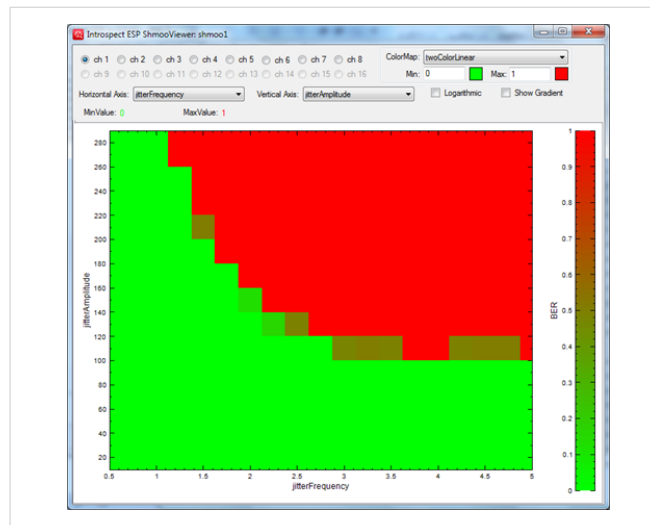 Introspect ESP ShmooViewer: shmoo1
ch 1 ch 2 ch 3 ch 4 ch 5 ch 6 ch 7 ch 8
ch 9 ch 10 ch 11 ch 12 ch 13 ch 14 ch 15 ch 16
ColorMap: twoColorLinear
Min: 0 Max: 1
Horizontal Axis: jitterFrequency Vertical Axis: jitterAmplitude Logarithmic Show Gradient
MinValue: 0 MaxValue: 1
jitterAmplitude
280
260
240
220
200
180
160
140
120
100
80
60
40
20
0.5 1 1.5 2 2.5 3 3.5 4 4.5 5
jitterFrequency
1
0.9
0.8
0.7
0.6
0.5
0.4
0.3
0.2
0.1
0
BER